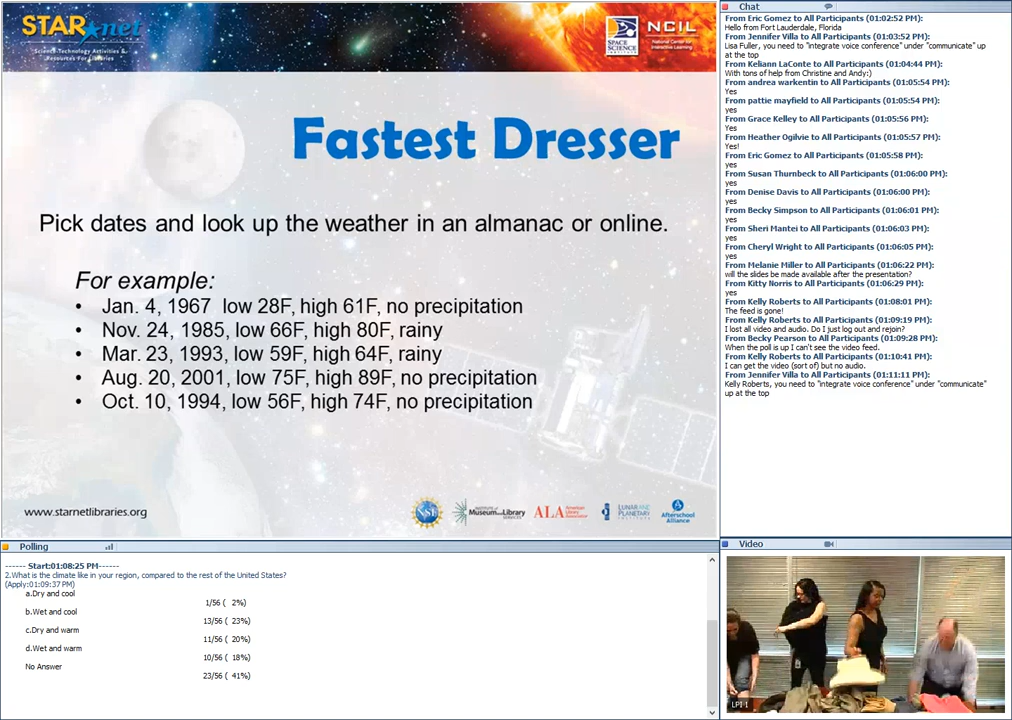 STAR net
Science-Technology Activities &
Resources For Libraries
SPACE
SCIENCE
INSTITUTE
NCIL
National Center for
Interactive Learning
Fastest Dresser
Pick dates and look up the weather in an almanac or online.
For example:
• Jan. 4, 1967 low 28F, high 61F, no precipitation
• Nov. 24, 1985, low 66F, high 80F, rainy
• Mar. 23, 1993, low 59F, high 64F, rainy
• Aug. 20, 2001, low 75F, high 89F, no precipitation
• Oct. 10, 1994, low 56F, high 74F, no precipitation
www.starnetlibraries.org
NSF
INSTITUTE of
Museum and Library
SERVICES
ALA American
Library
Association
LUNAR AND
PLANETARY
INSTITUTE
Afterschool
Alliance
Chat
From Eric Gomez to All Participants (01:02:52 PM):
Hello from Fort Lauderdale, Florida
From Jennifer Villa to All Participants (01:03:52 PM):
Lisa Fuller, you need to "integrate voice conference" under "communicate" up
at the top
From Keliann LaConte to All Participants (01:04:44 PM):
With tons of help from Christine and Andy:)
From andrea warkentin to All Participants (01:05:54 PM):
Yes
From pattie mayfield to All Participants (01:05:54 PM):
yes
From Grace Kelley to All Participants (01:05:56 PM):
Yes
From Heather Ogilvie to All Participants (01:05:57 PM):
Yes!
From Eric Gomez to All Participants (01:05:58 PM):
yes
From Susan Thurnbeck to All Participants (01:06:00 PM):
yes
From Denise Davis to All Participants (01:06:00 PM):
yes
From Becky Simpson to All Participants (01:06:01 PM):
yes
From Sheri Mantei to All Participants (01:06:03 PM):
yes
From Cheryl Wright to All Participants (01:06:05 PM):
yes
From Melanie Miller to All Participants (01:06:22 PM):
will the slides be made available after the presentation?
From Kitty Norris to All Participants (01:06:29 PM):
yes
From Kelly Roberts to All Participants (01:08:01 PM):
The feed is gone!
From Kelly Roberts to All Participants (01:09:19 PM):
I lost all video and audio. Do I just log out and rejoin?
From Becky Pearson to All Participants (01:09:28 PM):
When the poll is up I can't see the video feed.
From Kelly Roberts to All Participants (01:10:41 PM):
I can get the video (sort of) but no audio.
From Jennifer Villa to All Participants (01:11:11 PM):
Kelly Roberts, you need to "integrate voice conference" under "communicate"
up at the top
Polling
------ Start:01:08:25 PM------
2.What is the climate like in your region, compared to the rest of the United States?
(Apply:01:09:37 PM)
a.Dry and cool
1/56 ( 2%)
b.Wet and cool
13/56 ( 23%)
c.Dry and warm
11/56 ( 20%)
d.Wet and warm
10/56 ( 18%)
No Answer
23/56 ( 41%)
Video
LPI 1